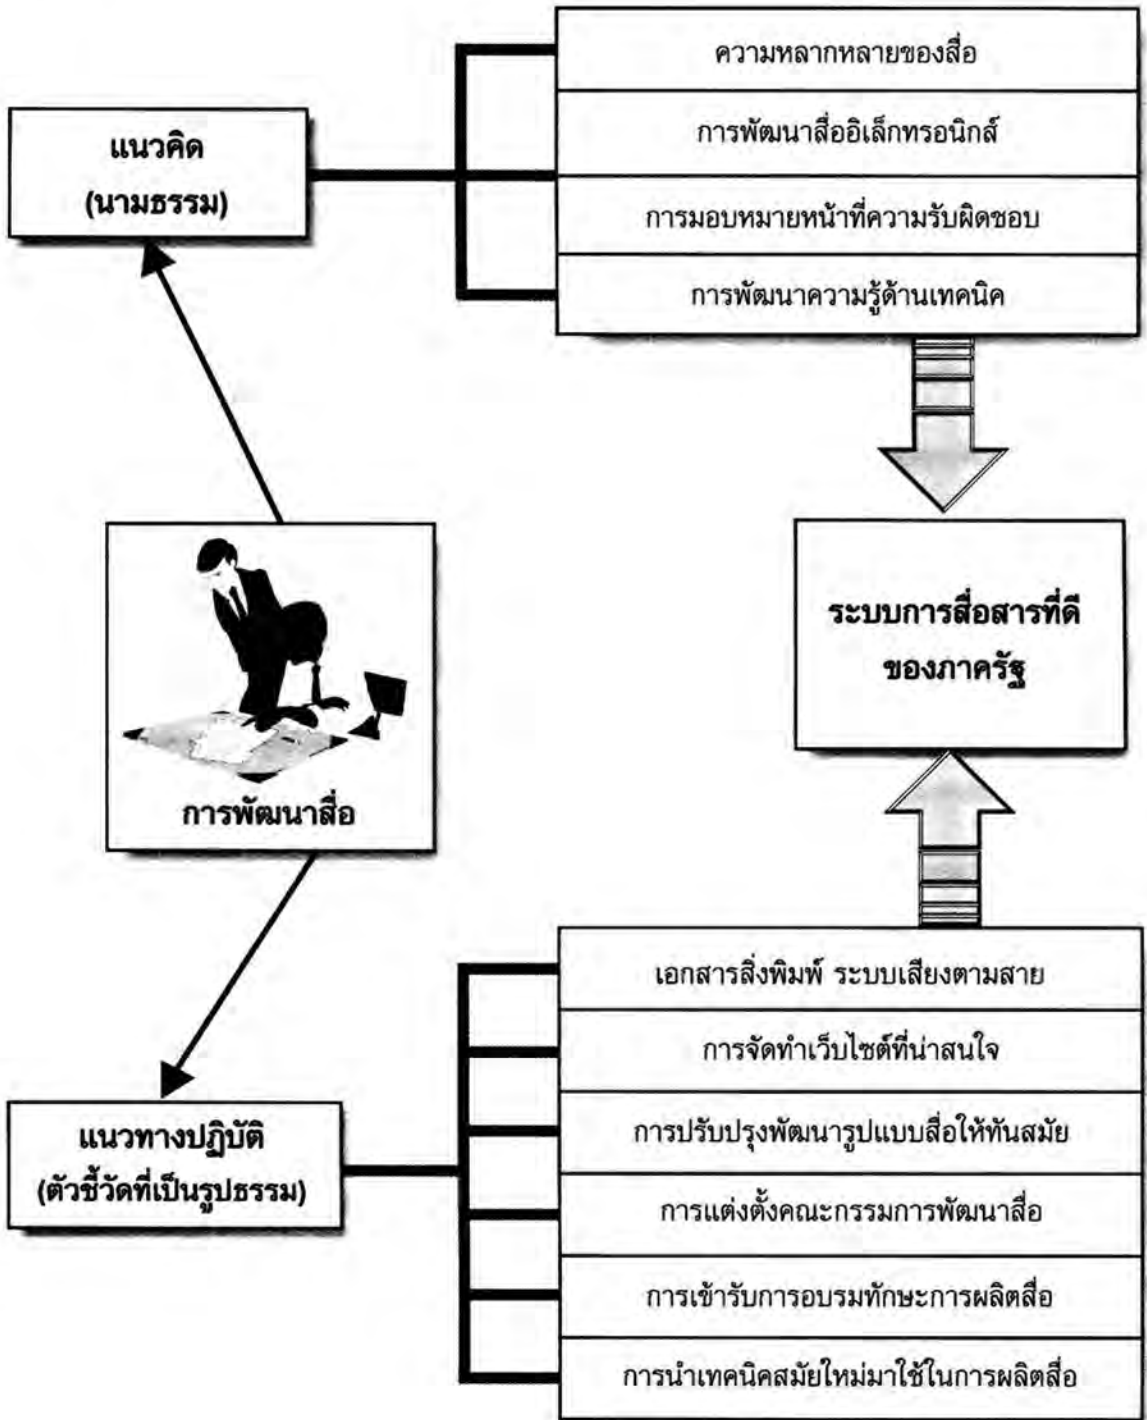 ความหลากหลายของสื่อ
การพัฒนาสื่ออิเล็กทรอนิกส์
การมอบหมายหน้าที่ความรับผิดชอบ
การพัฒนาความรู้ด้านเทคนิค
แนวคิด
(นามธรรม)
การพัฒนาสื่อ
ระบบการสื่อสารที่ดี
ของภาครัฐ
แนวทางปฏิบัติ
(ตัวชี้วัดที่เป็นรูปธรรม)
เอกสารสิ่งพิมพ์ ระบบเสียงตามสาย
การจัดทำเว็บไซต์ที่น่าสนใจ
การปรับปรุงพัฒนารูปแบบสื่อให้ทันสมัย
การแต่งตั้งคณะกรรมการพัฒนาสื่อ
การเข้ารับการอบรมทักษะการผลิตสื่อ
การนำเทคนิคสมัยใหม่มาใช้ในการผลิตสื่อ